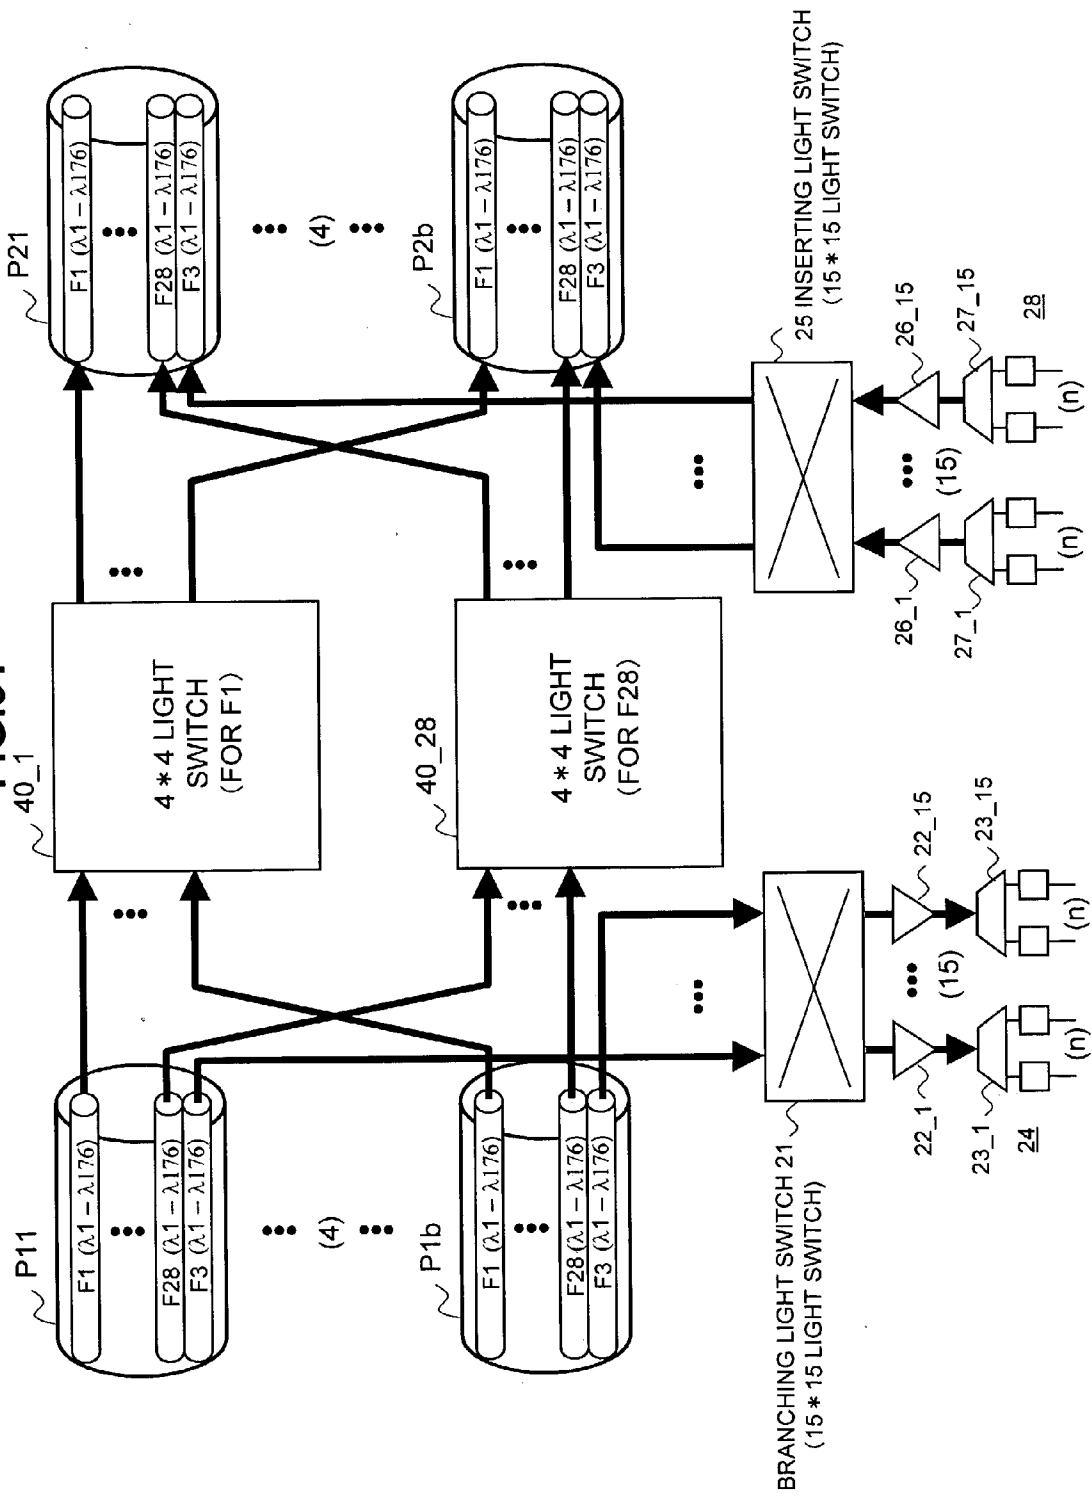 P11
F1 (λ1 – λ176)
F28 (λ1 – λ176)
F3 (λ1 – λ176)
••• (4) •••
P1b
F1 (λ1 – λ176)
F28 (λ1 – λ176)
F3 (λ1 – λ176)
40_1
4 * 4 LIGHT
SWITCH
(FOR F1)
40_28
4 * 4 LIGHT
SWITCH
(FOR F28)
P21
F1 (λ1 – λ176)
F28 (λ1 – λ176)
F3 (λ1 – λ176)
••• (4) •••
P2b
F1 (λ1 – λ176)
F28 (λ1 – λ176)
F3 (λ1 – λ176)
BRANCHING LIGHT SWITCH 21
(15 * 15 LIGHT SWITCH)
22_1
22_15
(15)
23_1
23_15
24
(n)
(n)
25 INSERTING LIGHT SWITCH
(15 * 15 LIGHT SWITCH)
26_1
26_15
(15)
27_1
27_15
28
(n)
(n)